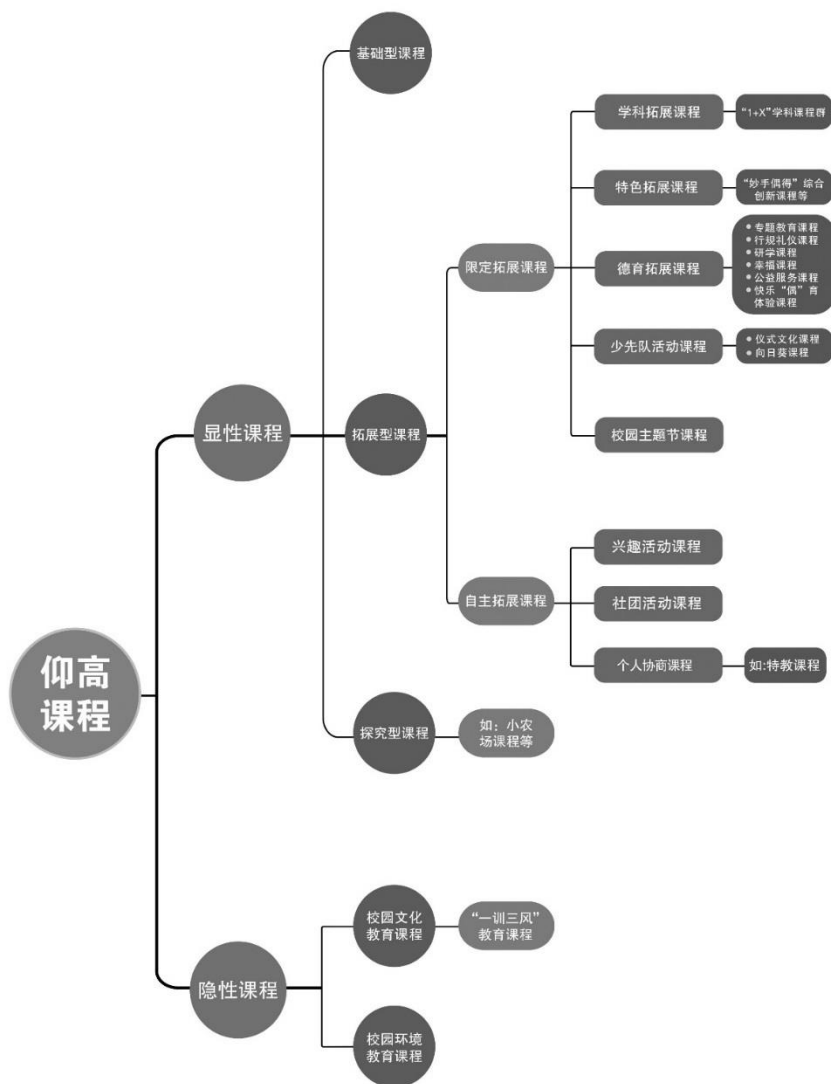 基础型课程
学科拓展课程
“1+X”学科课程群
特色拓展课程
“妙手偶得”综合
创新课程等
限定拓展课程
德育拓展课程
● 专题教育课程
● 行规礼仪课程
● 研学课程
● 幸福课程
● 公益服务课程
● 快乐“偶”育
体验课程
少先队活动课程
● 仪式文化课程
● 向日葵课程
显性课程
拓展型课程
校园主题节课程
兴趣活动课程
自主拓展课程
社团活动课程
个人协商课程
如:特教课程
仰高
课程
探究型课程
如：小农
场课程等
校园文化
教育课程
“一训三风”
教育课程
隐性课程
校园环境
教育课程